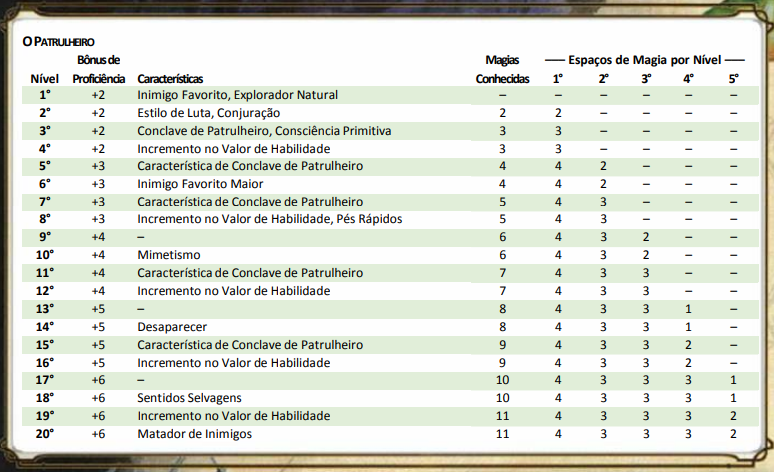 O PATRULHEIRO
Bônus de Magias —— Espaços de Magia por Nível ——
Nível Proficiência Características Conhecidas 1° 2° 3° 4° 5°
1° +2 Inimigo Favorito, Explorador Natural – – – – – –
2° +2 Estilo de Luta, Conjuração 2 2 – – – –
3° +2 Conclave de Patrulheiro, Consciência Primitiva 3 3 – – – –
4° +2 Incremento no Valor de Habilidade 3 3 – – – –
5° +3 Característica de Conclave de Patrulheiro 4 4 2 – – –
6° +3 Inimigo Favorito Maior 4 4 2 – – –
7° +3 Característica de Conclave de Patrulheiro 5 4 3 – – –
8° +3 Incremento no Valor de Habilidade, Pés Rápidos 5 4 3 – – –
9° +4 – 6 4 3 2 – –
10° +4 Mimetismo 6 4 3 2 – –
11° +4 Característica de Conclave de Patrulheiro 7 4 3 3 – –
12° +4 Incremento no Valor de Habilidade 7 4 3 3 – –
13° +5 – 8 4 3 3 1 –
14° +5 Desaparecer 8 4 3 3 1 –
15° +5 Característica de Conclave de Patrulheiro 9 4 3 3 2 –
16° +5 Incremento no Valor de Habilidade 9 4 3 3 2 –
17° +6 – 10 4 3 3 3 1
18° +6 Sentidos Selvagens 10 4 3 3 3 1
19° +6 Incremento no Valor de Habilidade 11 4 3 3 3 2
20° +6 Matador de Inimigos 11 4 3 3 3 2